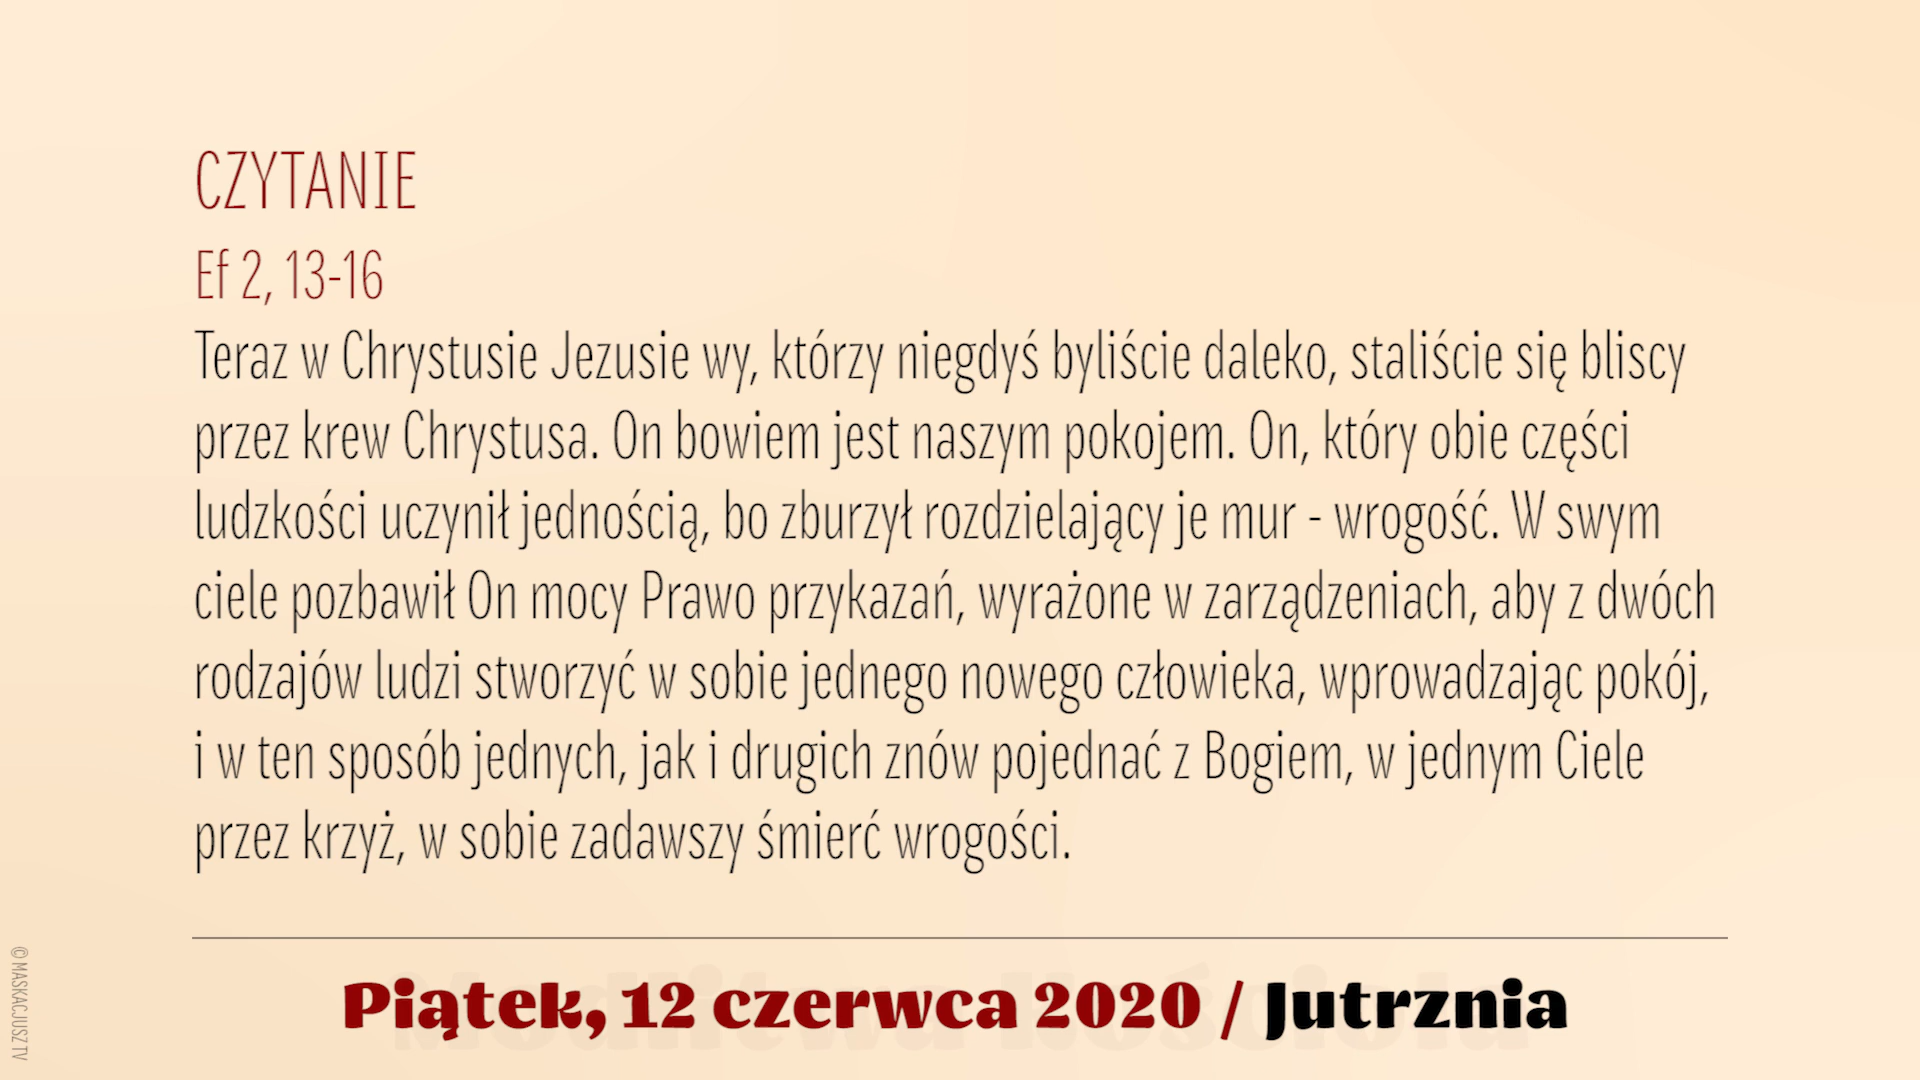 CZYTANIE
Ef 2, 13-16
Teraz w Chrystusie Jezusie wy, którzy niegdyś byliście daleko, staliście się bliscy
przez krew Chrystusa. On bowiem jest naszym pokojem. On, który obie części
ludzkości uczynił jednością, bo zburzył rozdzielający je mur - wrogość. W swym
ciele pozbawił On mocy Prawo przykazań, wyrażone w zarządzeniach, aby z dwóch
rodzajów ludzi stworzyć w sobie jednego nowego człowieka, wprowadzając pokój,
i w ten sposób jednych, jak i drugich znów pojednać z Bogiem, w jednym Ciele
przez krzyż, w sobie zadawszy śmierć wrogości.
Piątek, 12 czerwca 2020 / Jutrznia
© MASKACJUSZ TV